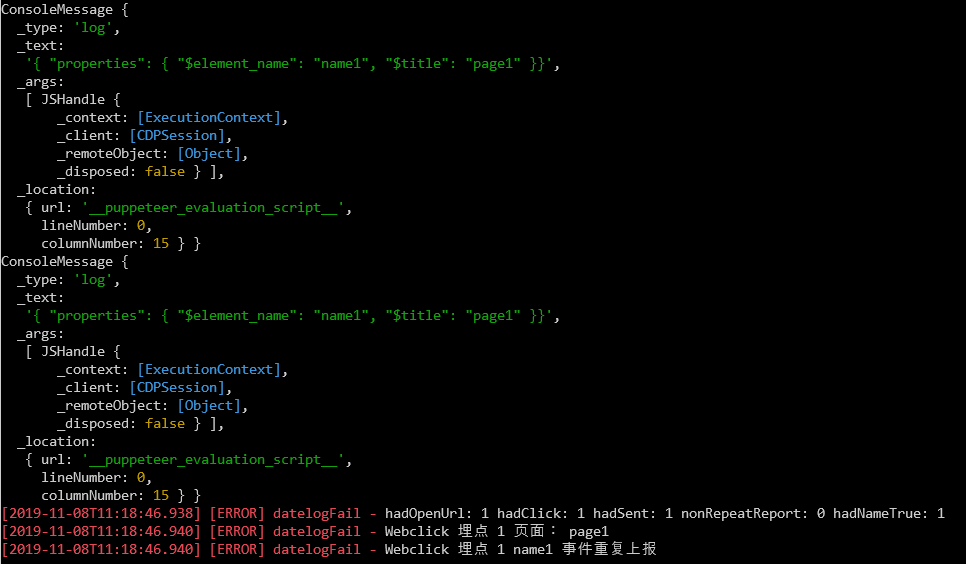 ConsoleMessage {
  _type: 'log',
  _text:
   '{ "properties": { "$element_name": "name1", "$title": "page1" }}',
  _args:
   [ JSHandle {
       _context: [ExecutionContext],
       _client: [CDPSession],
       _remoteObject: [Object],
       _disposed: false } ],
  _location:
   { url: '__puppeteer_evaluation_script__',
     lineNumber: 0,
     columnNumber: 15 } }
ConsoleMessage {
  _type: 'log',
  _text:
   '{ "properties": { "$element_name": "name1", "$title": "page1" }}',
  _args:
   [ JSHandle {
       _context: [ExecutionContext],
       _client: [CDPSession],
       _remoteObject: [Object],
       _disposed: false } ],
  _location:
   { url: '__puppeteer_evaluation_script__',
     lineNumber: 0,
     columnNumber: 15 } }
[2019-11-08T11:18:46.938] [ERROR] datelogFail - hadOpenUrl: 1 hadClick: 1 hadSent: 1 nonRepeatReport: 0 hadNameTrue: 1
[2019-11-08T11:18:46.940] [ERROR] datelogFail - Webclick 埋点 1 页面： page1
[2019-11-08T11:18:46.940] [ERROR] datelogFail - Webclick 埋点 1 name1 事件重复上报